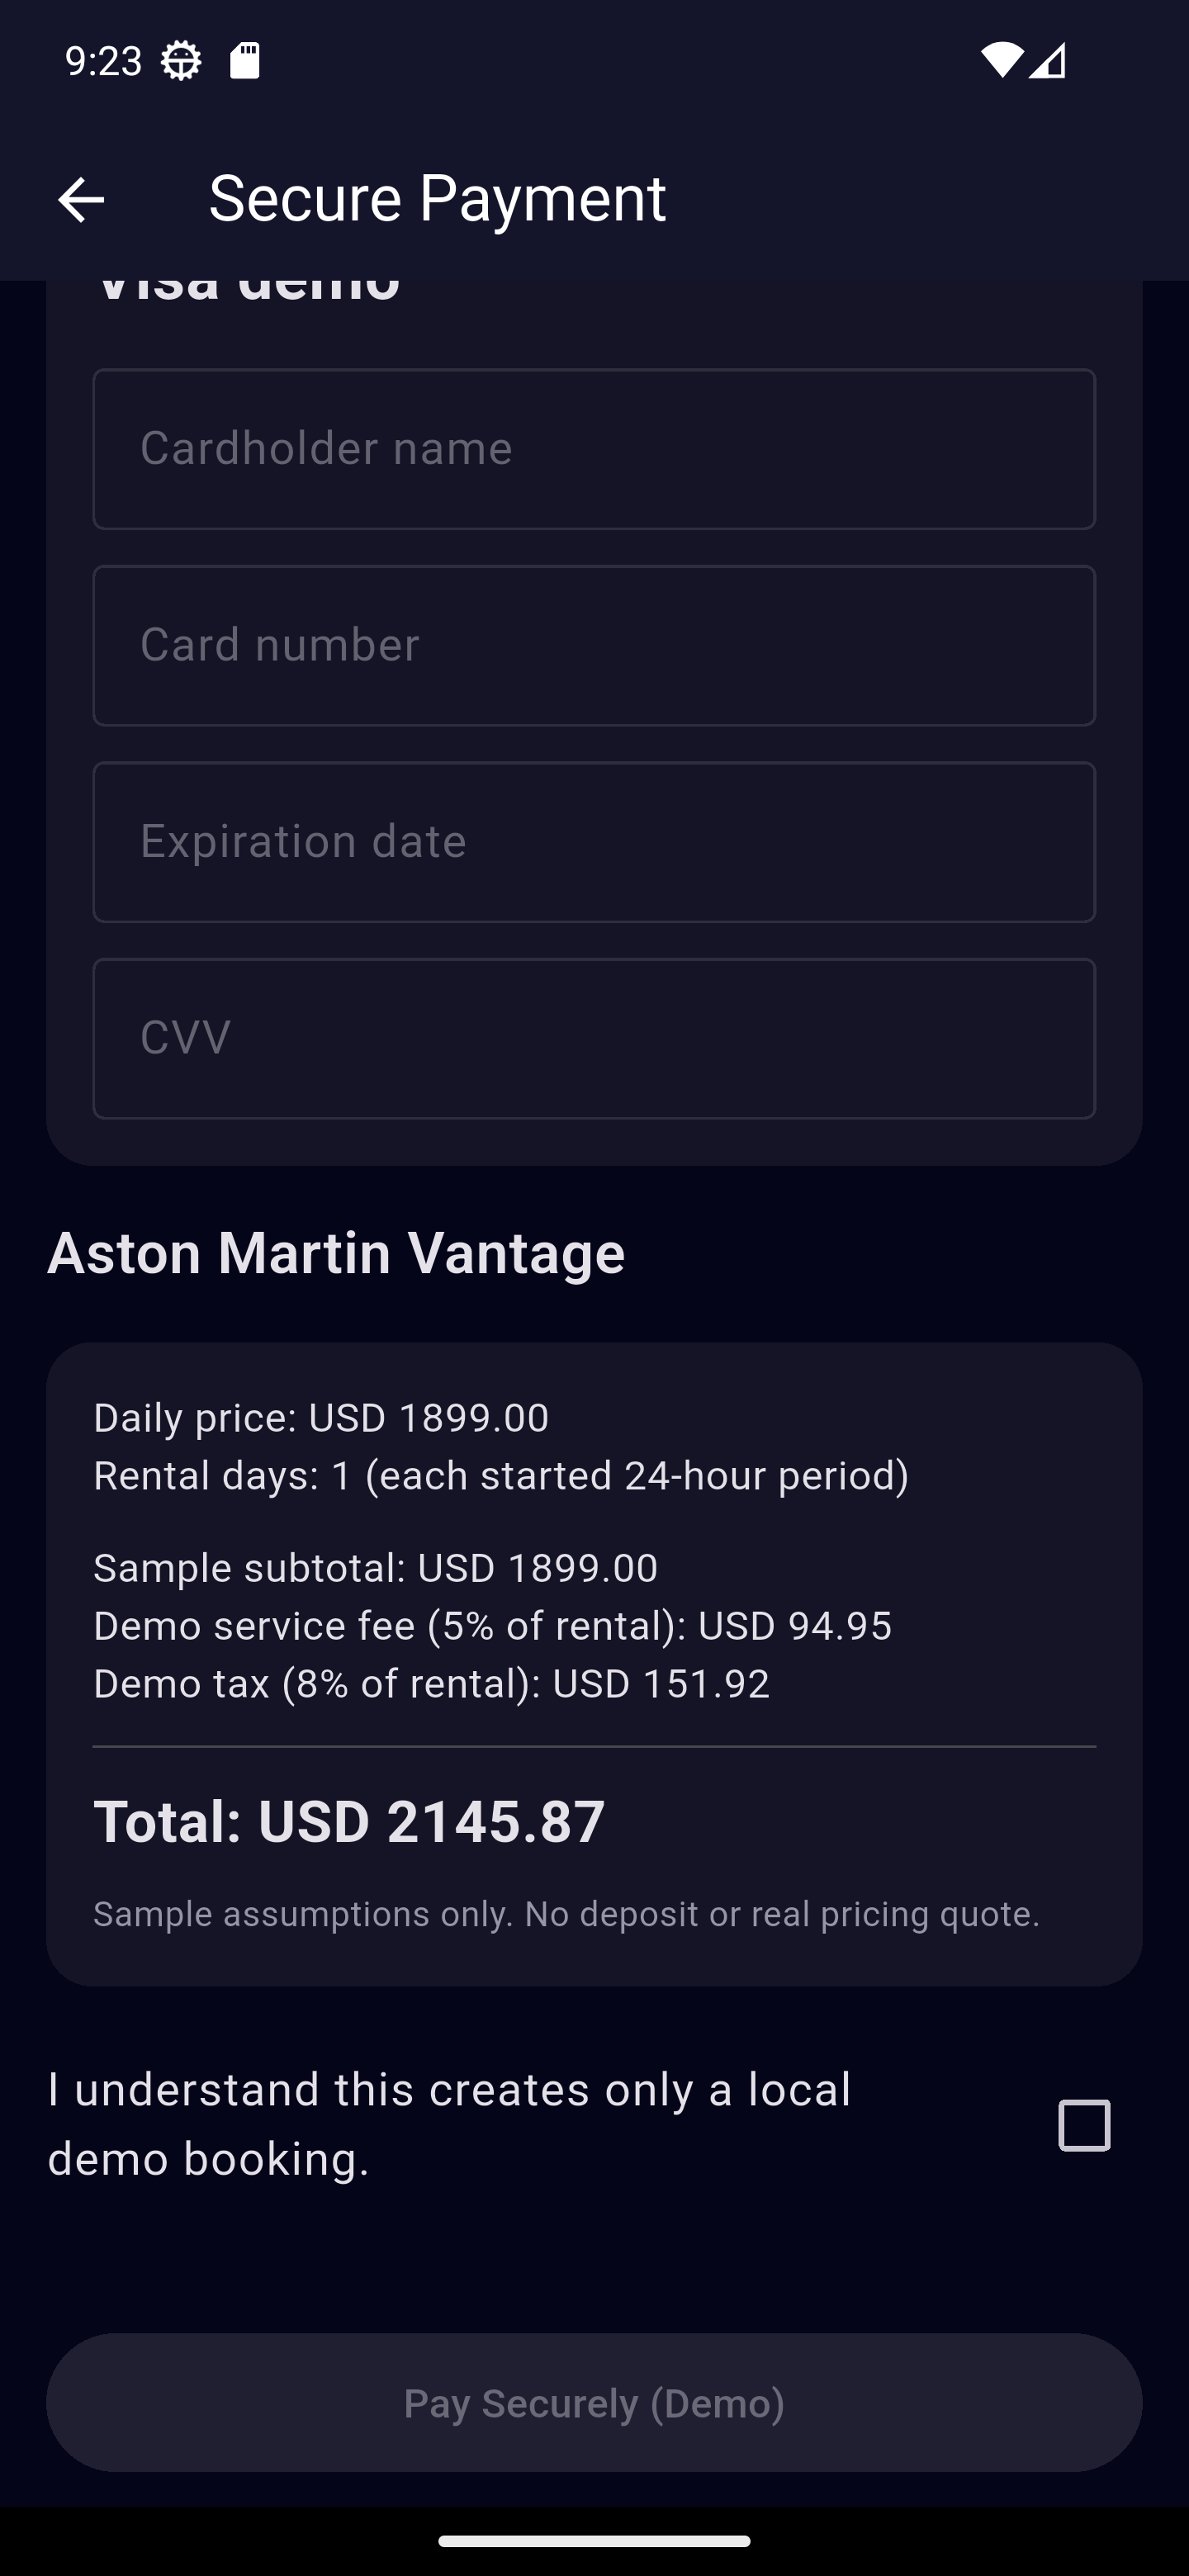 9:23
Secure Payment
Visa demo
Cardholder name
Card number
Expiration date
CVV
Aston Martin Vantage
Daily price: USD 1899.00
Rental days: 1 (each started 24-hour period)
Sample subtotal: USD 1899.00
Demo service fee (5% of rental): USD 94.95
Demo tax (8% of rental): USD 151.92
Total: USD 2145.87
Sample assumptions only. No deposit or real pricing quote.
I understand this creates only a local
demo booking.
Pay Securely (Demo)